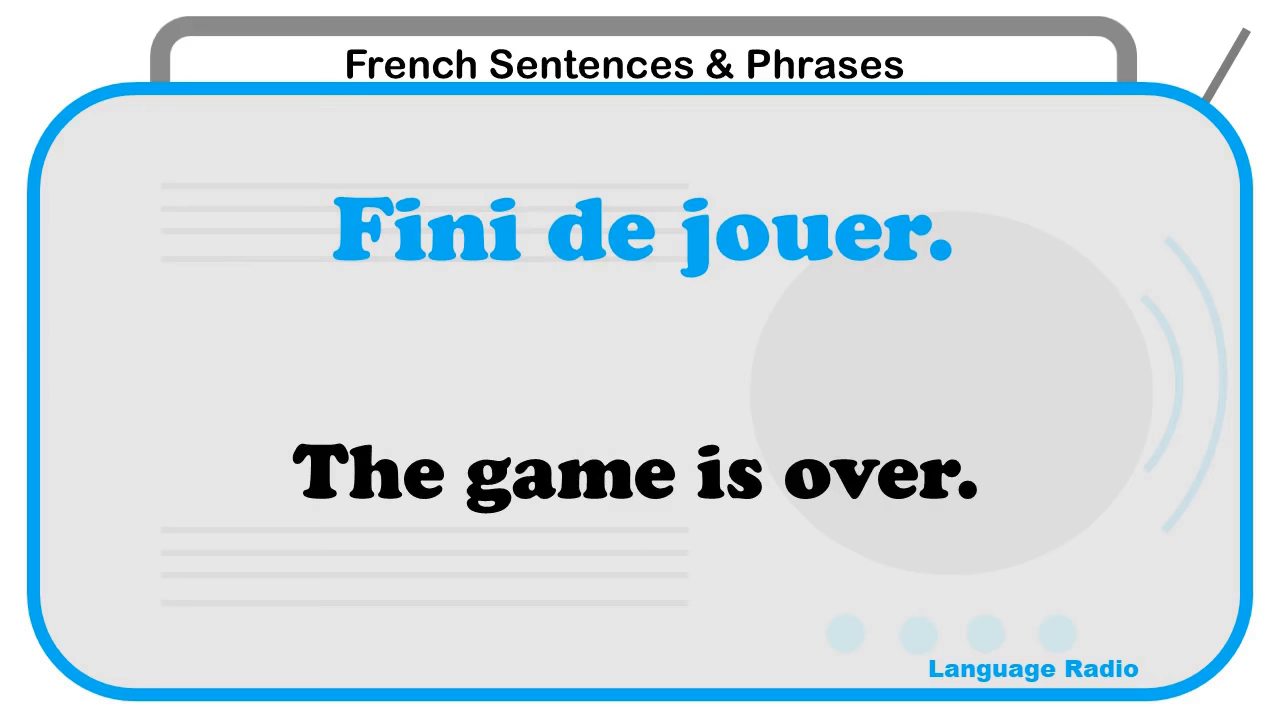 French Sentences & Phrases
Fini de jouer.
The game is over.
Language Radio